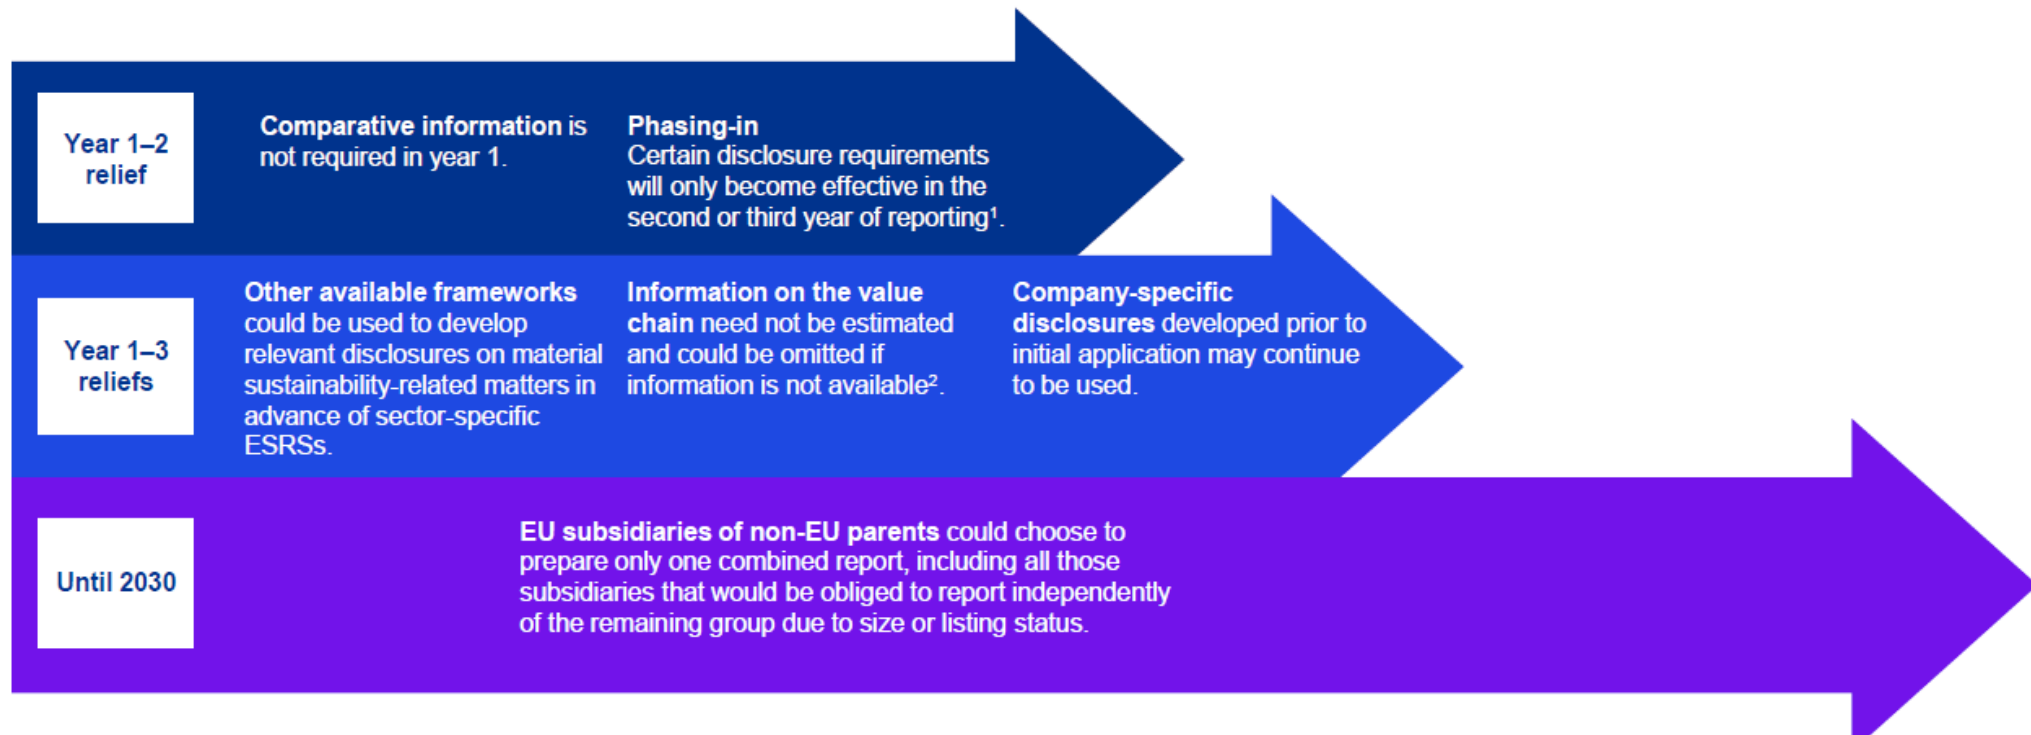 Year 1–2
relief
Comparative information is
not required in year 1.
Phasing-in
Certain disclosure requirements
will only become effective in the
second or third year of reporting¹.
Year 1–3
reliefs
Other available frameworks
could be used to develop
relevant disclosures on material
sustainability-related matters in
advance of sector-specific
ESRSs.
Information on the value
chain need not be estimated
and could be omitted if
information is not available².
Company-specific
disclosures developed prior to
initial application may continue
to be used.
Until 2030
EU subsidiaries of non-EU parents could choose to
prepare only one combined report, including all those
subsidiaries that would be obliged to report independently
of the remaining group due to size or listing status.